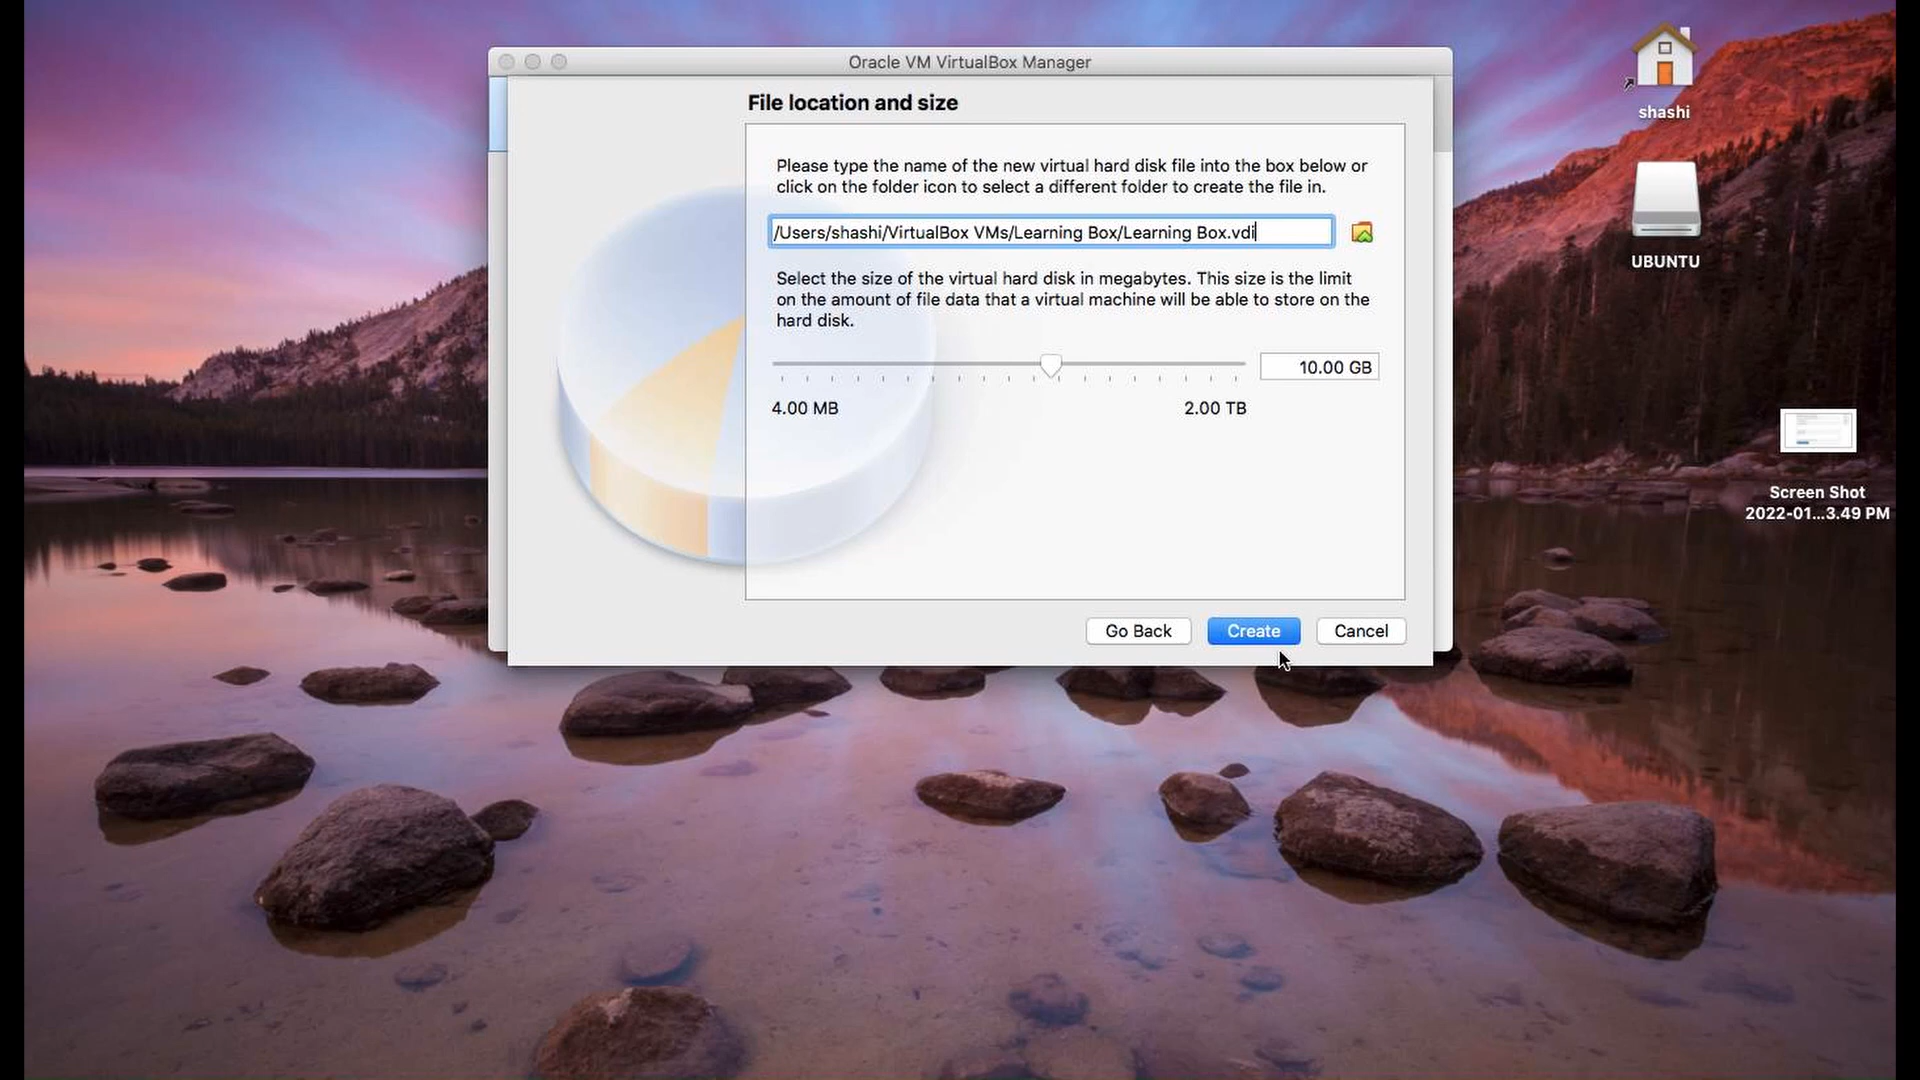 Oracle VM VirtualBox Manager
File location and size
Please type the name of the new virtual hard disk file into the box below or
click on the folder icon to select a different folder to create the file in.
/Users/shashi/VirtualBox VMs/Learning Box/Learning Box.vdi
Select the size of the virtual hard disk in megabytes. This size is the limit
on the amount of file data that a virtual machine will be able to store on the
hard disk.
10.00 GB
4.00 MB
2.00 TB
Go Back
Create
Cancel
shashi
UBUNTU
Screen Shot
2022-01...3.49 PM